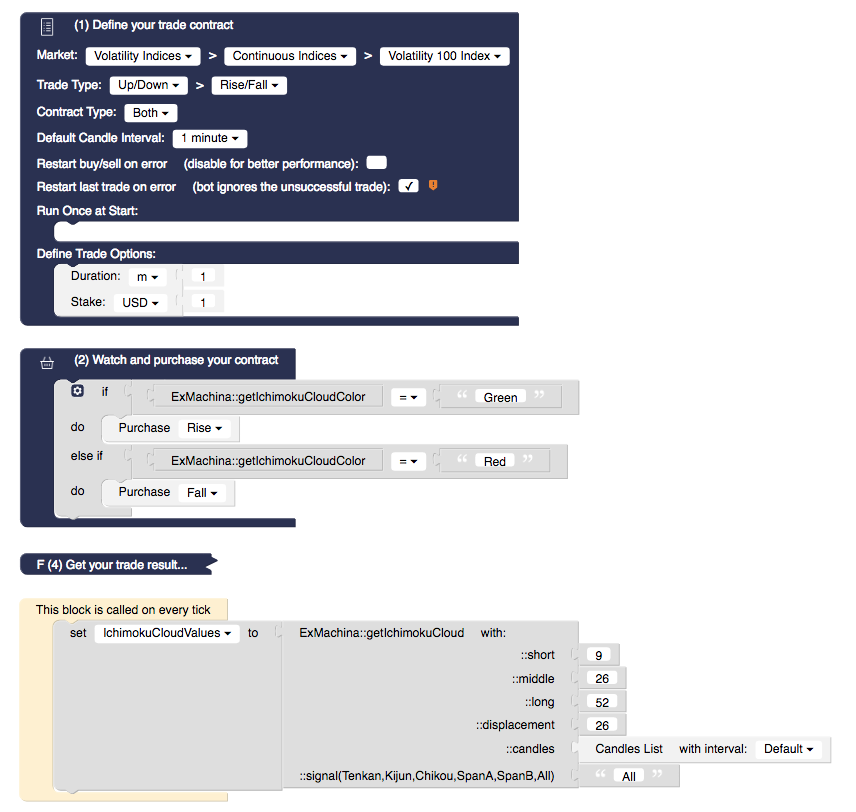 (1) Define your trade contract
Market: Volatility Indices > Continuous Indices > Volatility 100 Index
Trade Type: Up/Down > Rise/Fall
Contract Type: Both
Default Candle Interval: 1 minute
Restart buy/sell on error (disable for better performance):
Restart last trade on error (bot ignores the unsuccessful trade): ✓
Run Once at Start:
Define Trade Options:
Duration: m 1
Stake: USD 1
(2) Watch and purchase your contract
if ExMachina::getIchimokuCloudColor = “ Green ”
do Purchase Rise
else if ExMachina::getIchimokuCloudColor = “ Red ”
do Purchase Fall
F (4) Get your trade result...
This block is called on every tick
set IchimokuCloudValues to ExMachina::getIchimokuCloud with:
::short 9
::middle 26
::long 52
::displacement 26
::candles Candles List with interval: Default
::signal(Tenkan,Kijun,Chikou,SpanA,SpanB,All) “ All ”